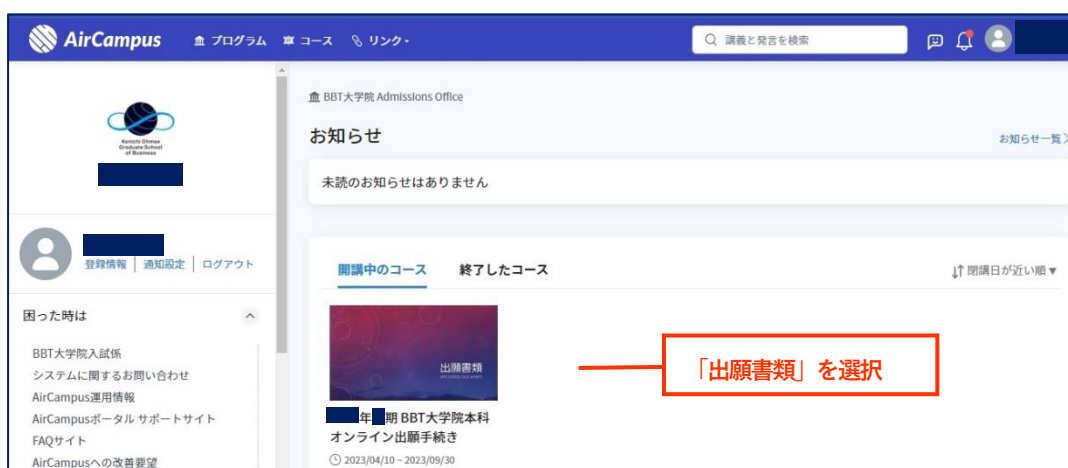 AirCampus プログラム コース リンク 講義と発言を検索
Kenichi Ohmae
Graduate School
of Business
BBT大学院 Admissions Office
お知らせ
お知らせ一覧
未読のお知らせはありません
登録情報 | 通知設定 | ログアウト
困った時は
BBT大学院入試係
システムに関するお問い合わせ
AirCampus運用情報
AirCampusポータル サポートサイト
FAQサイト
AirCampusへの改善要望
開講中のコース 終了したコース
↓↑ 閉講日が近い順▼
出願書類
年 期 BBT大学院本科
オンライン出願手続き
2023/04/10 ~ 2023/09/30
「出願書類」を選択